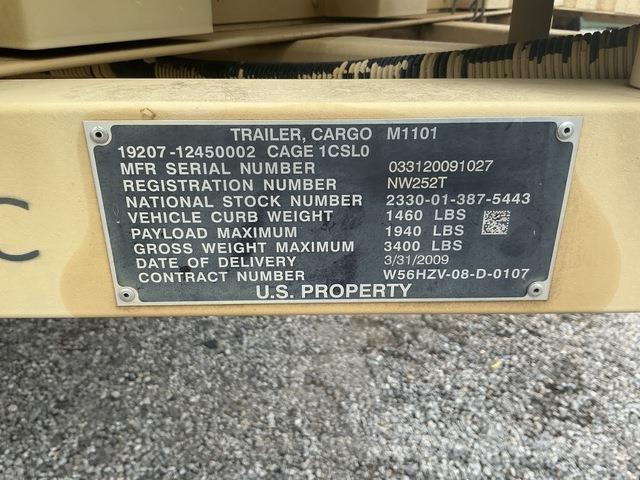 TRAILER, CARGO M1101
19207-12450002 CAGE 1CSL0
MFR SERIAL NUMBER 033120091027
REGISTRATION NUMBER NW252T
NATIONAL STOCK NUMBER 2330-01-387-5443
VEHICLE CURB WEIGHT 1460 LBS
PAYLOAD MAXIMUM 1940 LBS
GROSS WEIGHT MAXIMUM 3400 LBS
DATE OF DELIVERY 3/31/2009
CONTRACT NUMBER W56HZV-08-D-0107
U.S. PROPERTY
C